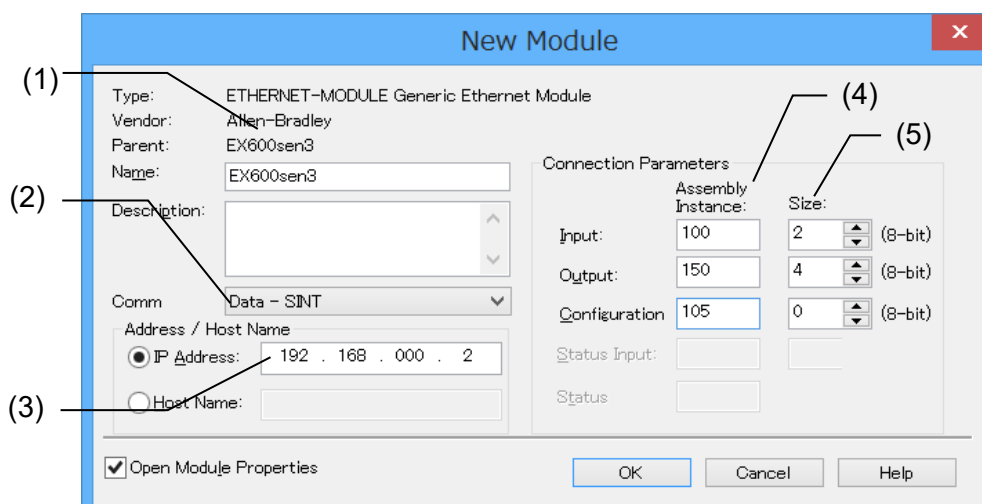 New Module
×
(1)
Type: ETHERNET-MODULE Generic Ethernet Module
Vendor: Allen-Bradley
Parent: EX600sen3
Name: EX600sen3
(2)
Description:
Comm Data - SINT
Address / Host Name
IP Address: 192 . 168 . 000 . 2
(3)
Host Name:
(4)
(5)
Connection Parameters
Assembly
Instance: Size:
Input: 100 2 (8-bit)
Output: 150 4 (8-bit)
Configuration 105 0 (8-bit)
Status Input:
Status
Open Module Properties
OK Cancel Help